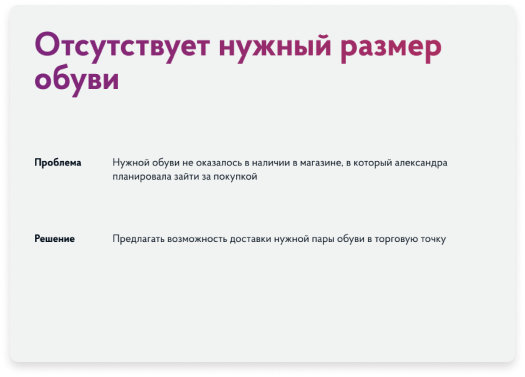 Отсутствует нужный размер
обуви
Проблема
Нужной обуви не оказалось в наличии в магазине, в который александра
планировала зайти за покупкой
Решение
Предлагать возможность доставки нужной пары обуви в торговую точку